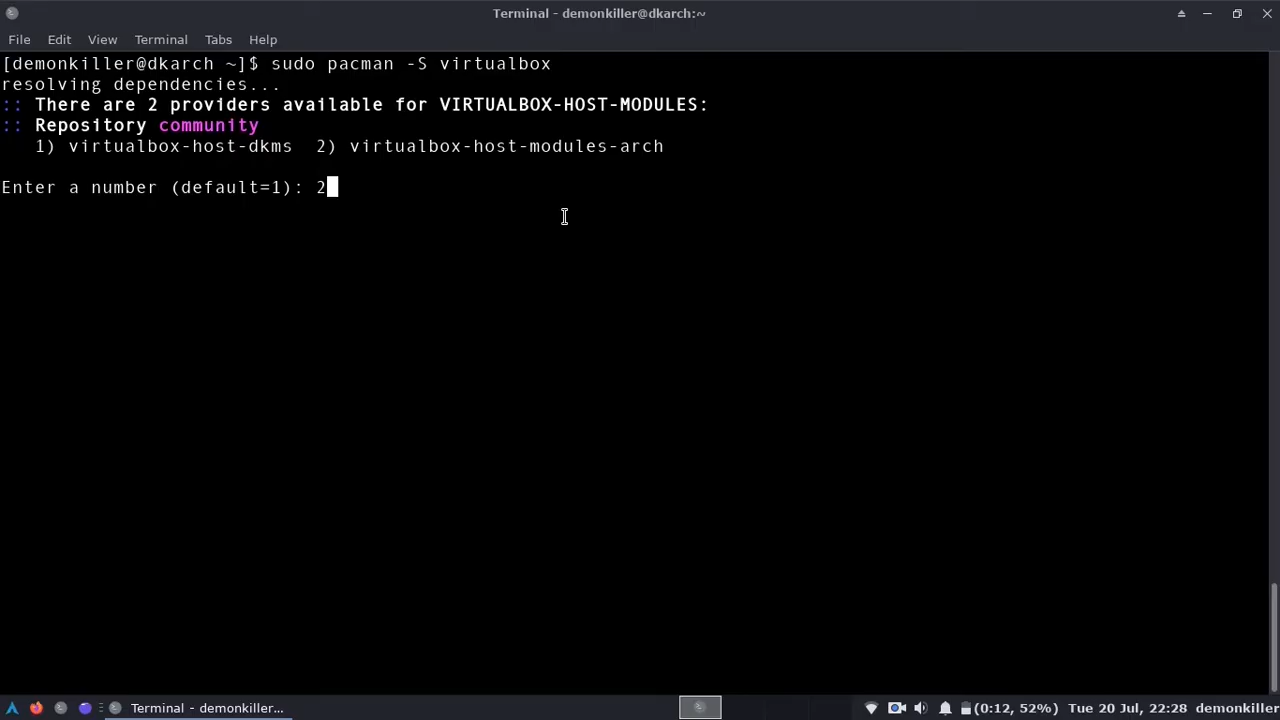 Terminal - demonkiller@dkarch:~
File Edit View Terminal Tabs Help
[demonkiller@dkarch ~]$ sudo pacman -S virtualbox
resolving dependencies...
:: There are 2 providers available for VIRTUALBOX-HOST-MODULES:
:: Repository community
1) virtualbox-host-dkms 2) virtualbox-host-modules-arch
Enter a number (default=1): 2
Terminal - demonkiller... (0:12, 52%) Tue 20 Jul, 22:28 demonkiller